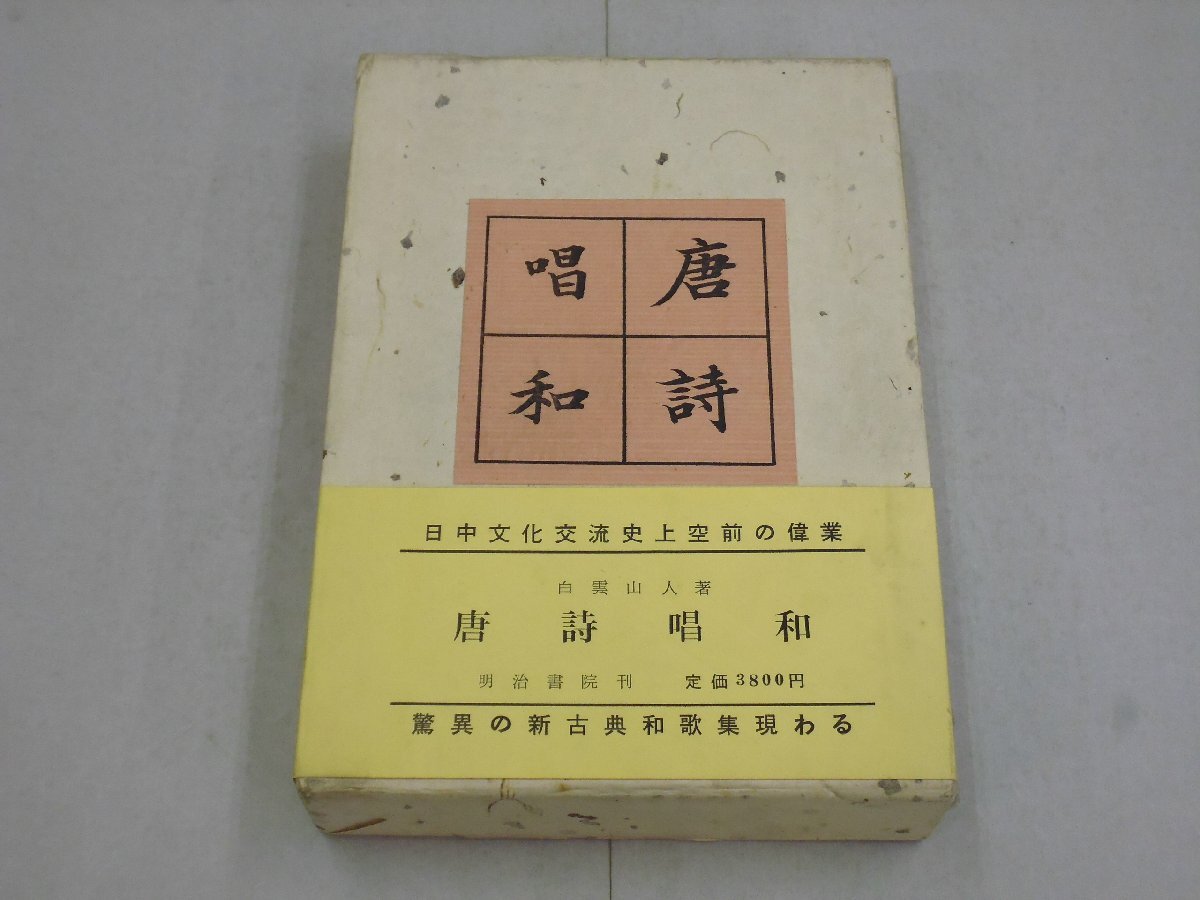 唐詩
唱和
日中文化交流史上空前の偉業
白雲山人著
唐詩唱和
明治書院刊 定価3800円
驚異の新古典和歌集現わる